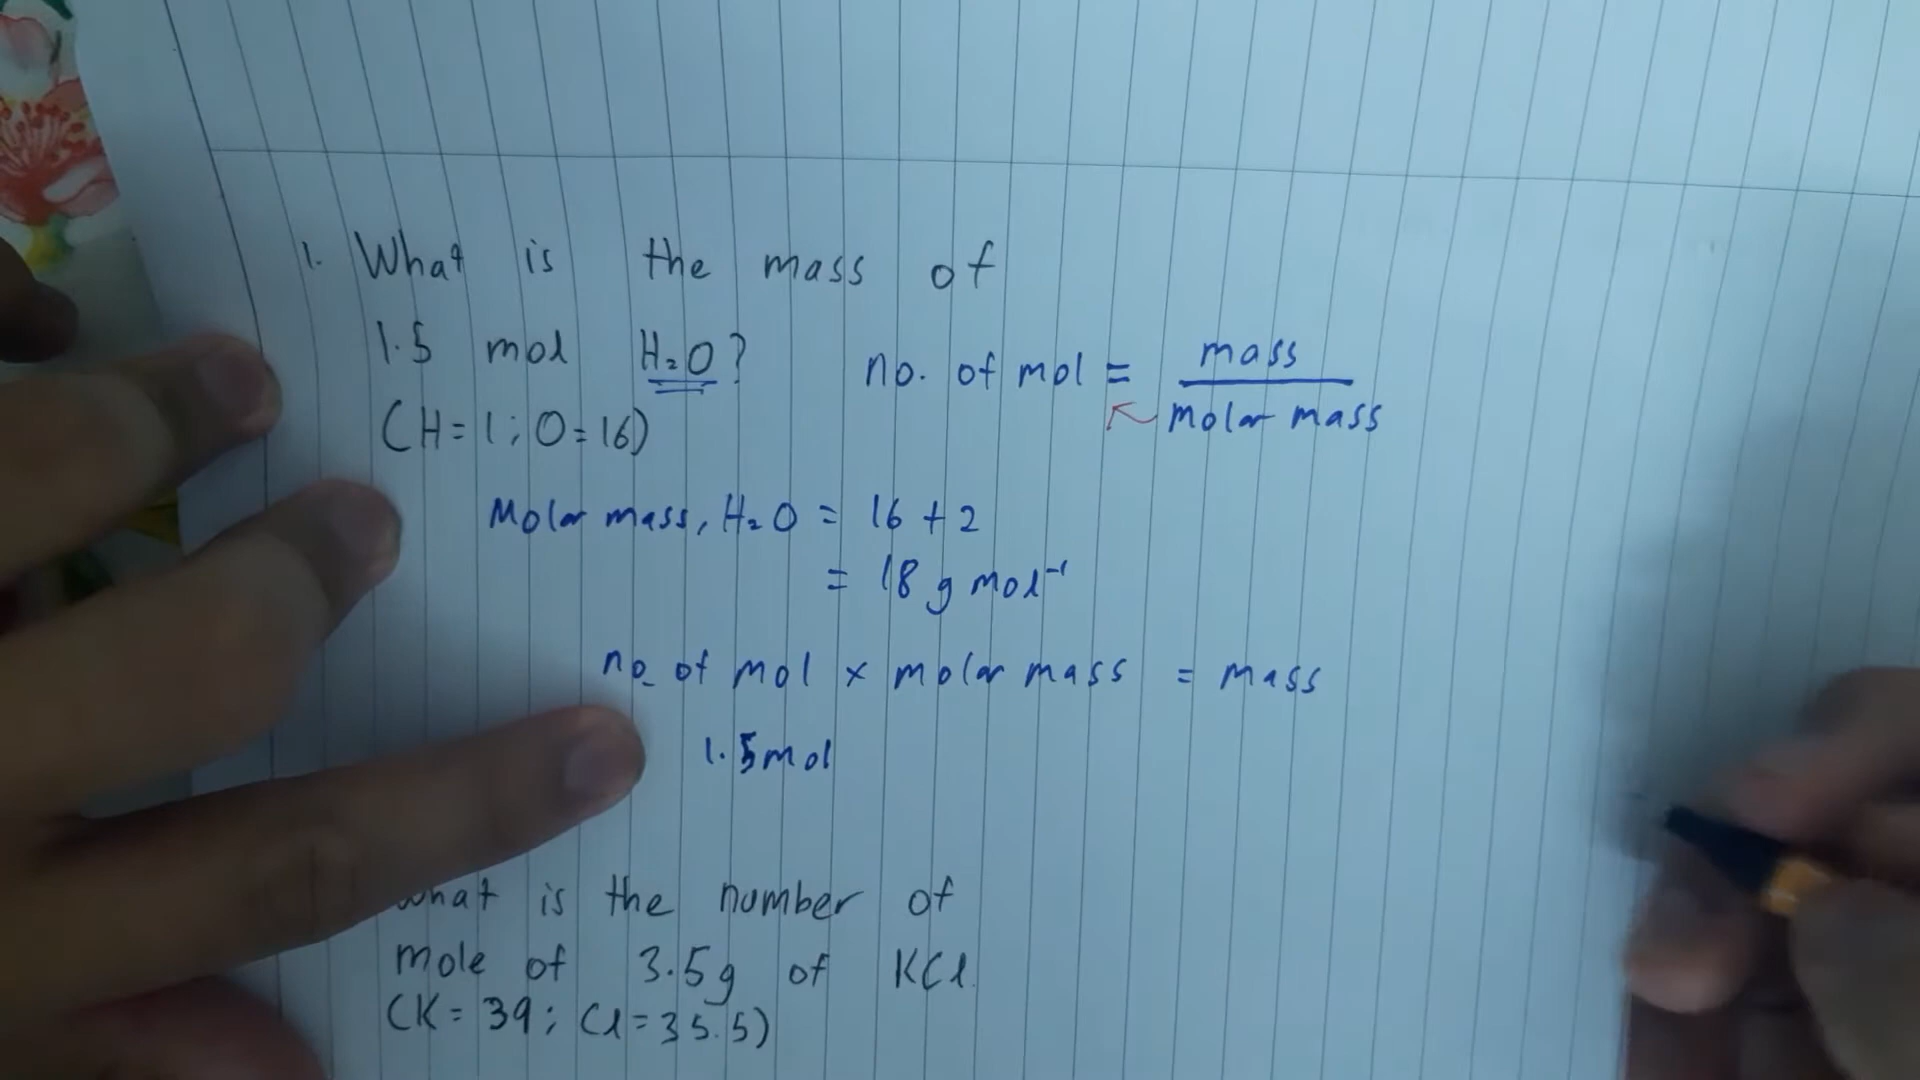 1. What is the mass of
1.5 mol H₂O?
(H=1; O=16)
no. of mol = mass
molar mass
Molar mass, H₂O = 16 + 2
= 18 g mol⁻¹
no. of mol × molar mass = mass
1.5mol
What is the number of
mole of 3.5g of KCl.
(K=39; Cl=35.5)